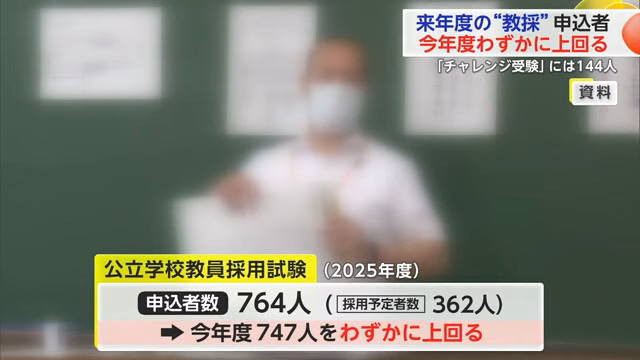 来年度の“教採”申込者
今年度わずかに上回る
「チャレンジ受験」には144人
資料
公立学校教員採用試験 (2025年度)
申込者数 764人 (採用予定者数 362人)
➡ 今年度747人をわずかに上回る